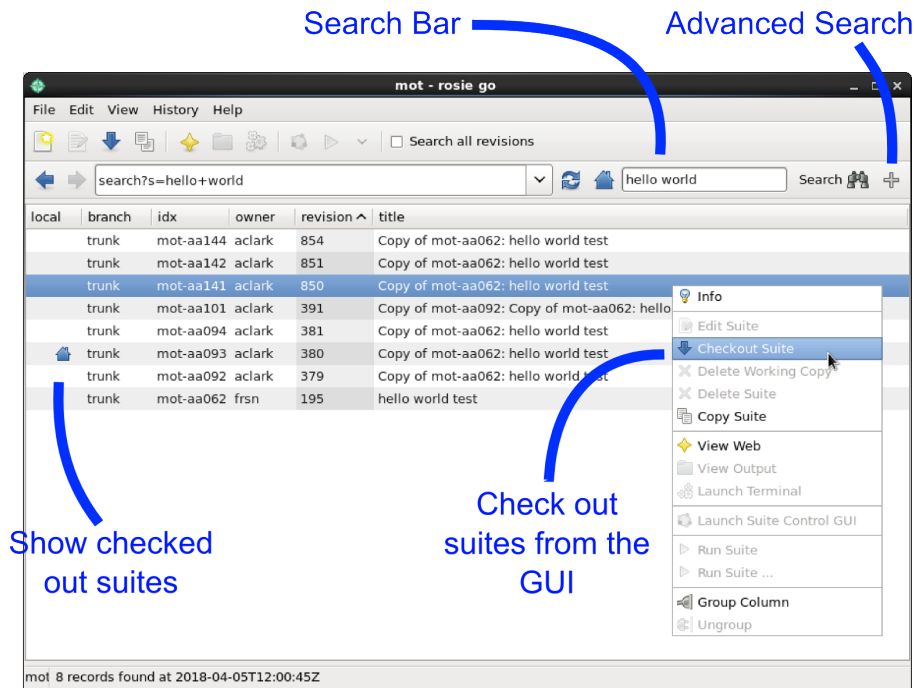 Search Bar
Advanced Search
mot - rosie go
File Edit View History Help
Search all revisions
search?s=hello+world
hello world
Search
local branch idx owner revision title
trunk mot-aa144 aclark 854 Copy of mot-aa062: hello world test
trunk mot-aa142 aclark 851 Copy of mot-aa062: hello world test
trunk mot-aa141 aclark 850 Copy of mot-aa062: hello world test
trunk mot-aa101 aclark 391 Copy of mot-aa092: Copy of mot-aa062: hello
trunk mot-aa094 aclark 381 Copy of mot-aa062: hello world test
trunk mot-aa093 aclark 380 Copy of mot-aa062: hello world test
trunk mot-aa092 aclark 379 Copy of mot-aa062: hello world test
trunk mot-aa062 frsn 195 hello world test
Info
Edit Suite
Checkout Suite
Delete Working Copy
Delete Suite
Copy Suite
View Web
View Output
Launch Terminal
Launch Suite Control GUI
Run Suite
Run Suite ...
Group Column
Ungroup
Show checked
out suites
Check out
suites from the
GUI
mot 8 records found at 2018-04-05T12:00:45Z